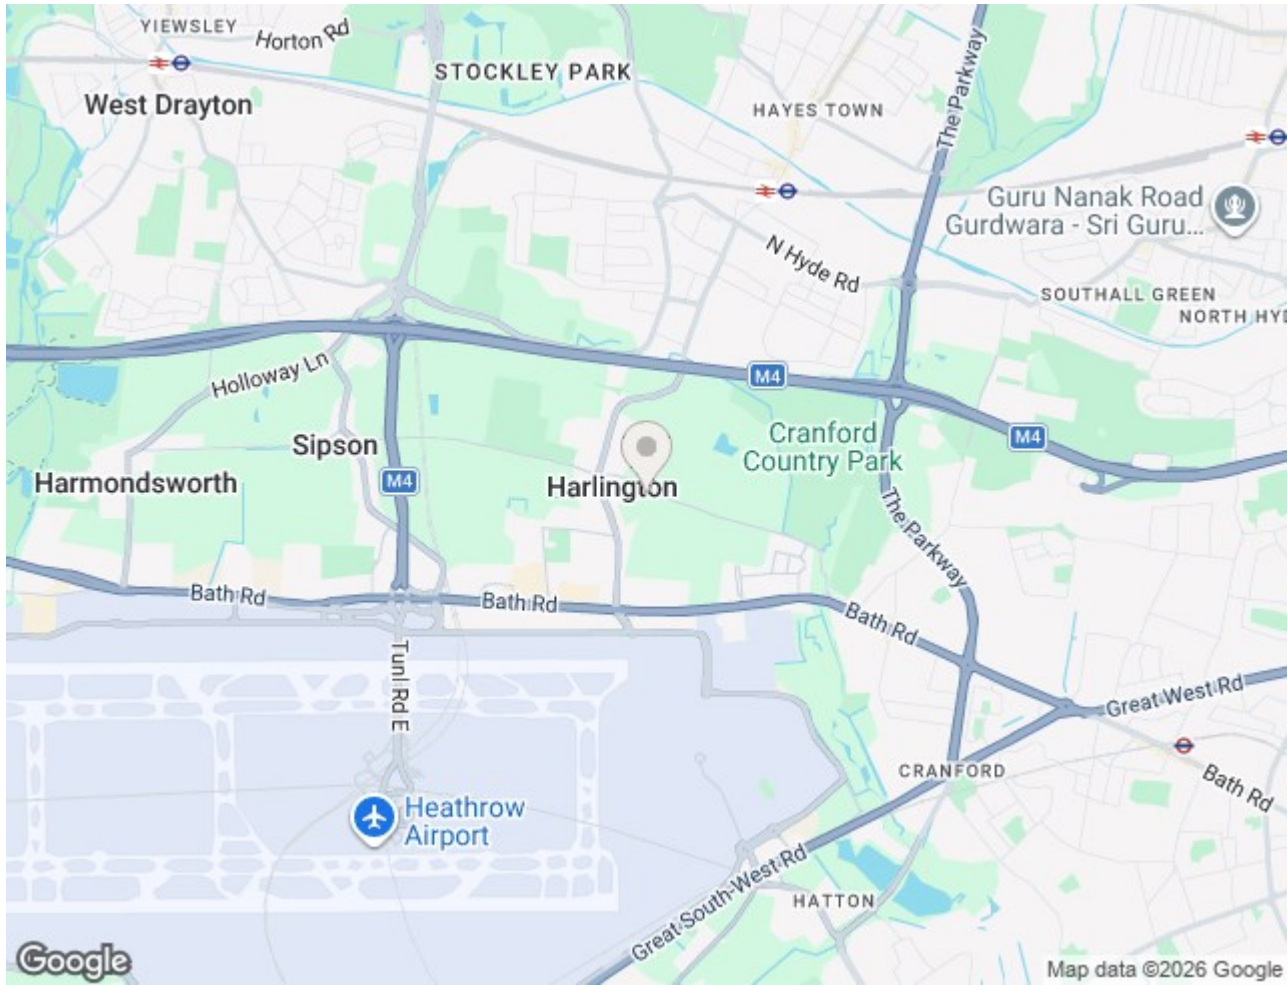 YIEWSLEY
Horton Rd
STOCKLEY PARK
West Drayton
HAYES TOWN
The Parkway
Guru Nanak Road
Gurdwara - Sri Guru...
N Hyde Rd
SOUTHALL GREEN
NORTH HYD
Holloway Ln
M4
Sipson
Cranford
Country Park
M4
Harmondsworth
M4
Harlington
The Parkway
Bath Rd
Bath Rd
Bath Rd
Tunl Rd E
Great West Rd
CRANFORD
Bath Rd
Heathrow
Airport
Great South-West Rd
HATTON
Google
Map data ©2026 Google